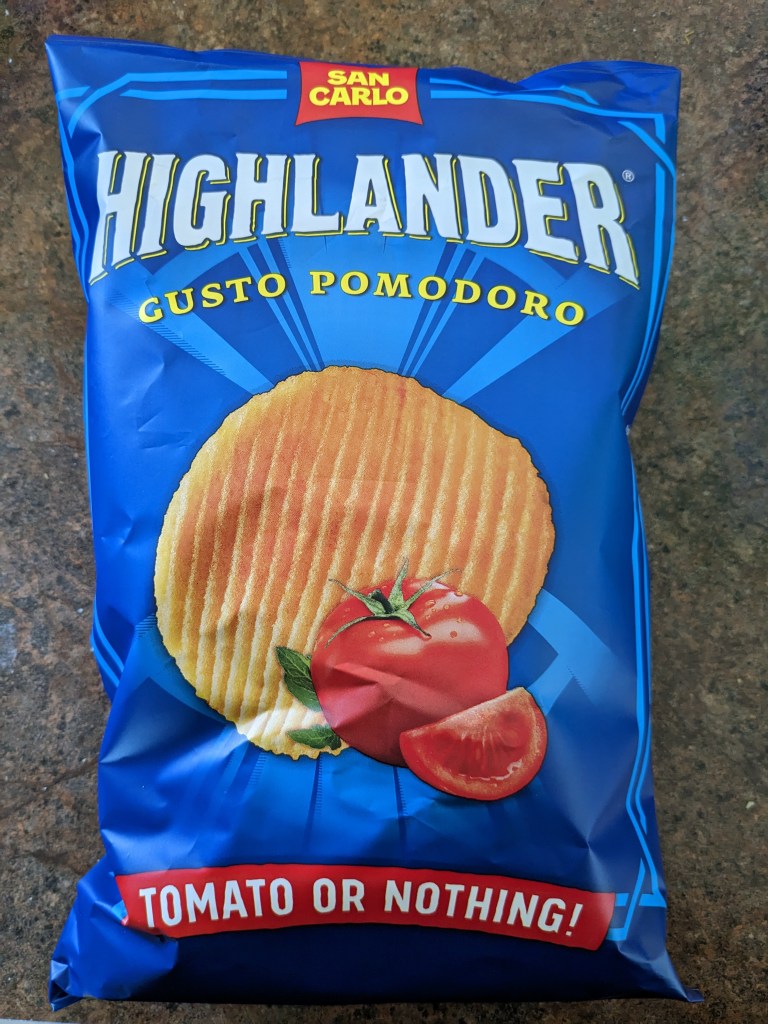 SAN
CARLO
HIGHLANDER®
GUSTO POMODORO
TOMATO OR NOTHING!